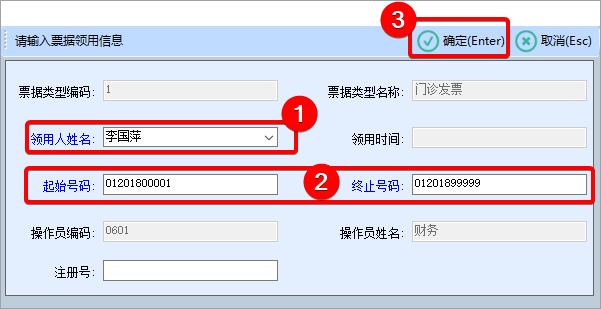 3
请输入票据领用信息 确定(Enter) 取消(Esc)
票据类型编码: 1 票据类型名称: 门诊发票
1
领用人姓名: 李国萍 领用时间:
起始号码: 01201800001 2 终止号码: 01201899999
操作员编码: 0601 操作员姓名: 财务
注册号: